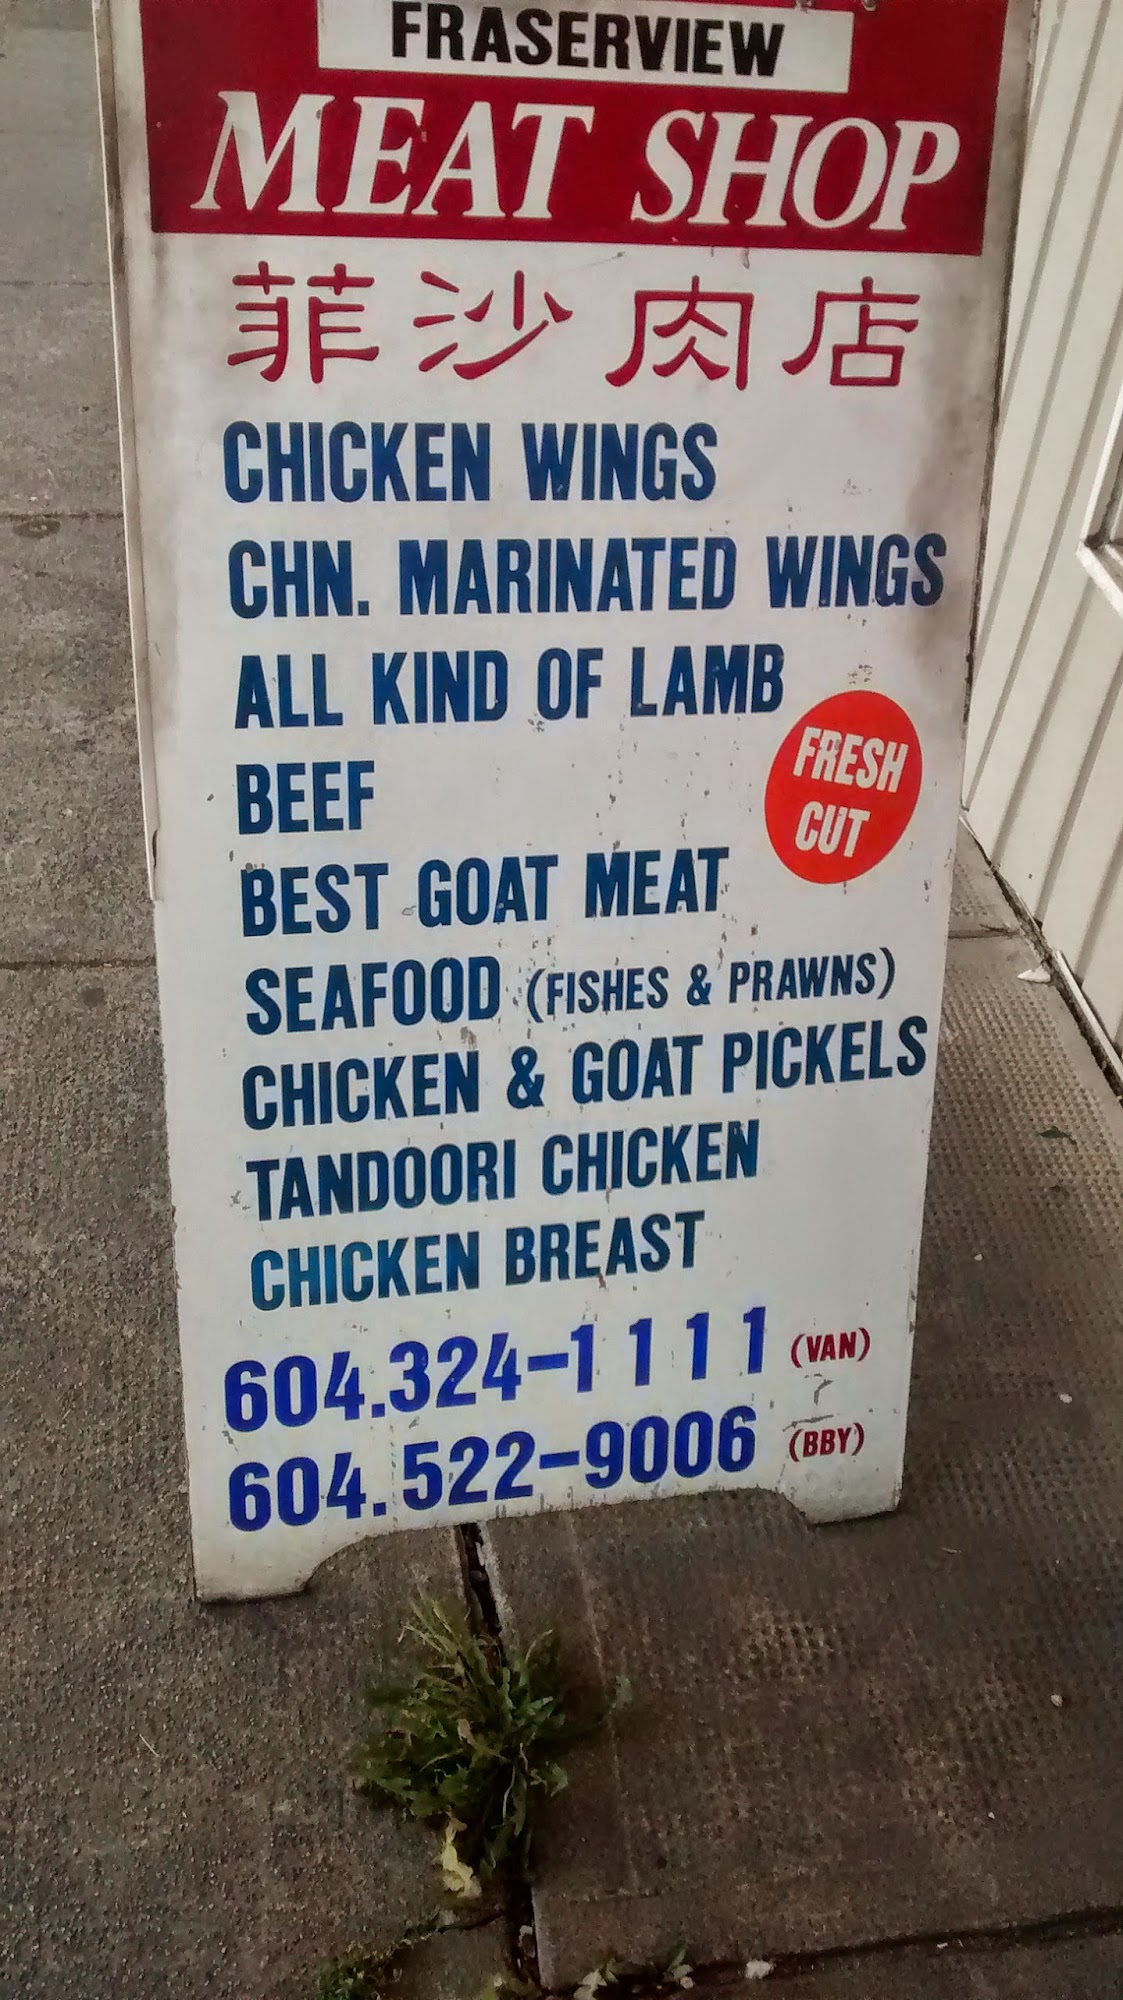 FRASERVIEW
MEAT SHOP
菲沙肉店
CHICKEN WINGS
CHN. MARINATED WINGS
ALL KIND OF LAMB
BEEF
FRESH
CUT
BEST GOAT MEAT
SEAFOOD (FISHES & PRAWNS)
CHICKEN & GOAT PICKELS
TANDOORI CHICKEN
CHICKEN BREAST
604.324-1111 (VAN)
604.522-9006 (BBY)